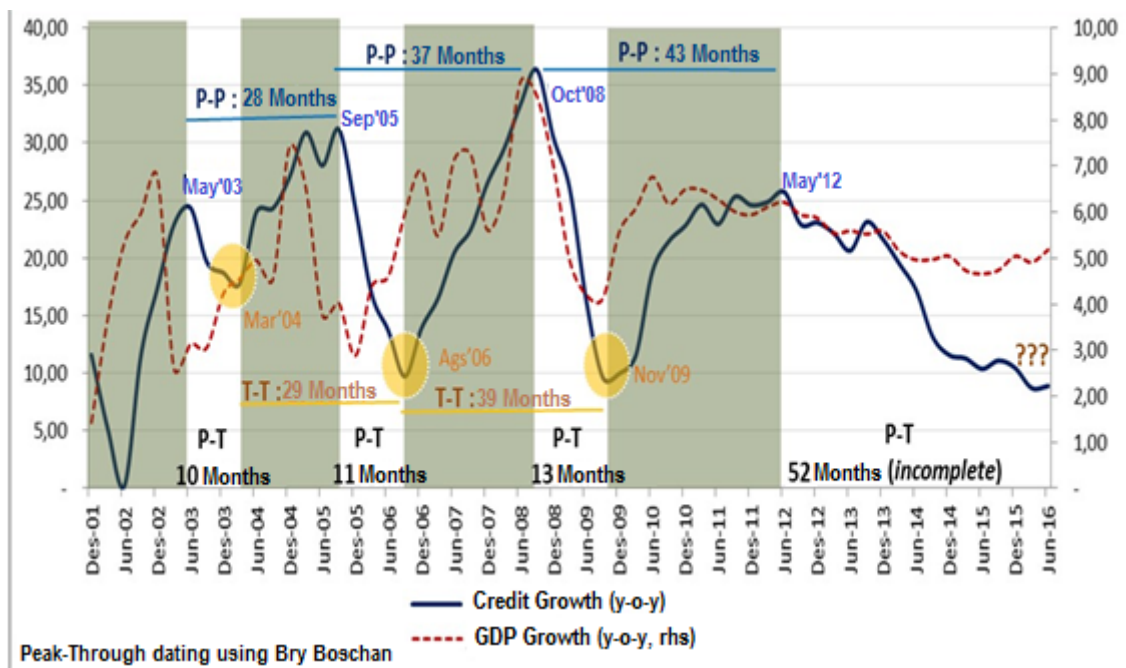 40,00
35,00
30,00
25,00
20,00
15,00
10,00
5,00
-
10,00
9,00
8,00
7,00
6,00
5,00
4,00
3,00
2,00
1,00
-
P-P : 28 Months
P-P : 37 Months
P-P : 43 Months
May'03
Sep'05
Oct'08
May'12
Mar'04
Ags'06
Nov'09
???
T-T : 29 Months
T-T : 39 Months
P-T
10 Months
P-T
11 Months
P-T
13 Months
P-T
52 Months (incomplete)
Des-01
Jun-02
Des-02
Jun-03
Des-03
Jun-04
Des-04
Jun-05
Des-05
Jun-06
Des-06
Jun-07
Des-07
Jun-08
Des-08
Jun-09
Des-09
Jun-10
Des-10
Jun-11
Des-11
Jun-12
Des-12
Jun-13
Des-13
Jun-14
Des-14
Jun-15
Des-15
Jun-16
Credit Growth (y-o-y)
GDP Growth (y-o-y, rhs)
Peak-Through dating using Bry Boschan